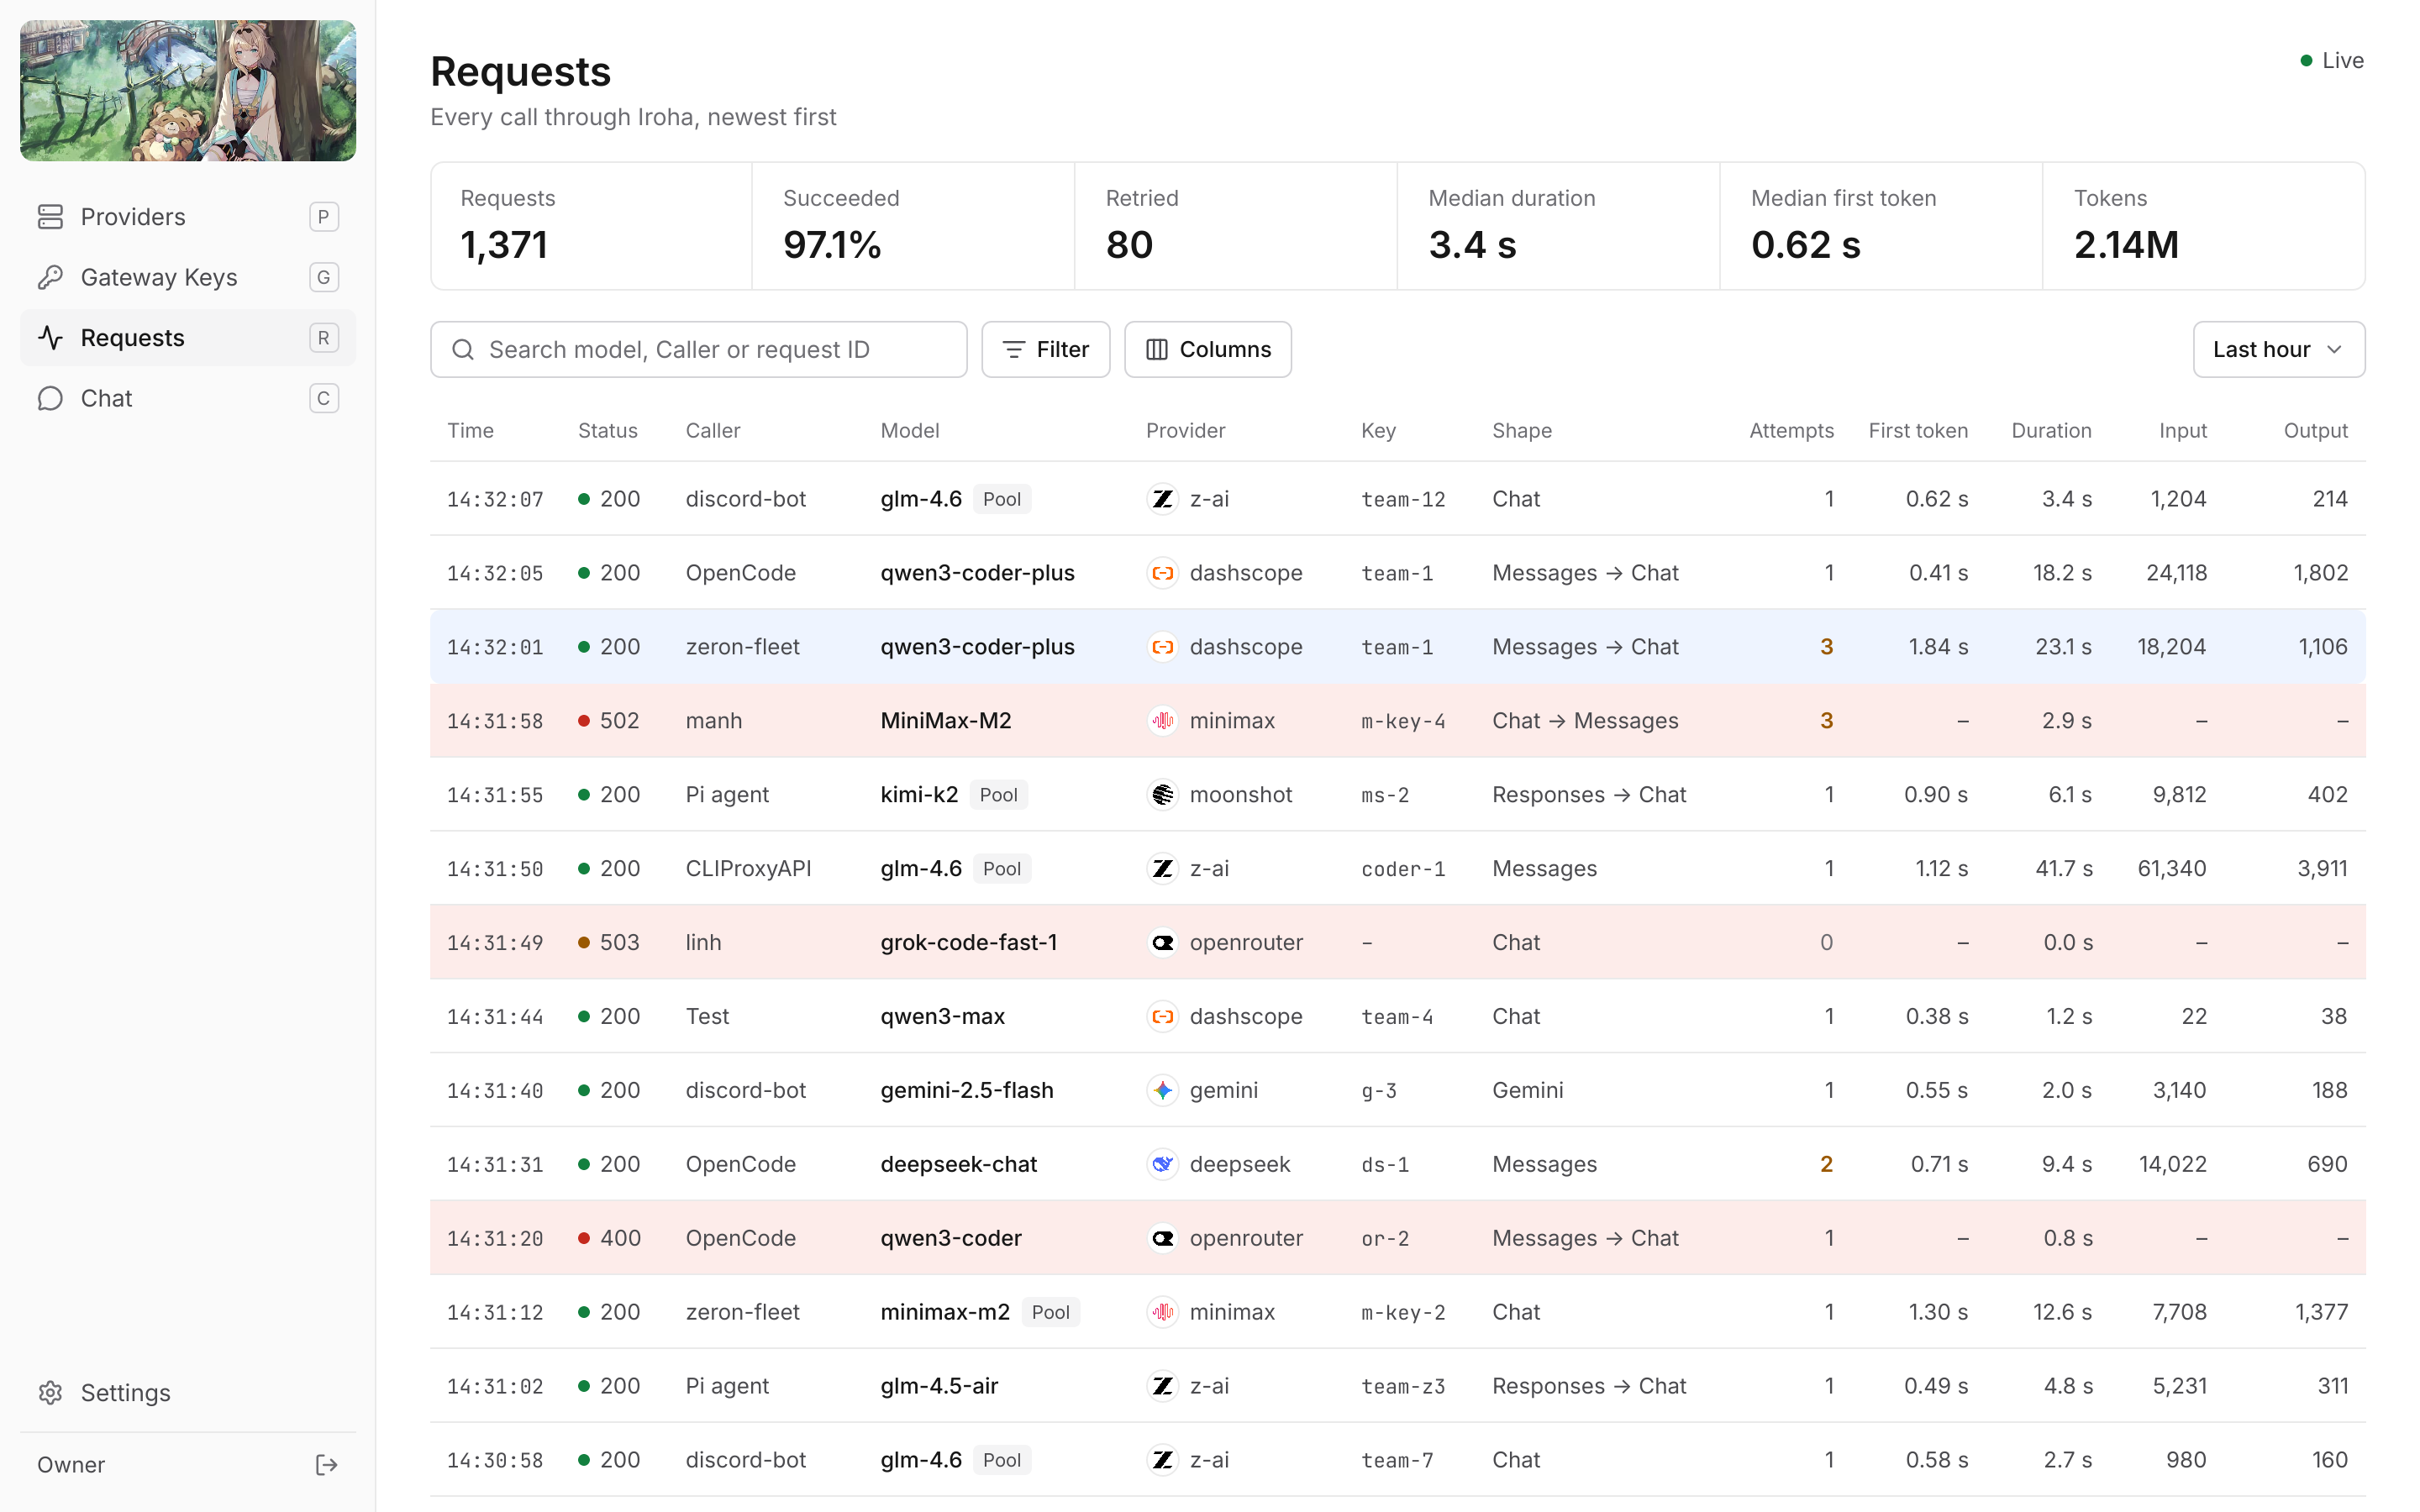 Providers P
Gateway Keys G
Requests R
Chat C
Settings
Owner
Requests
Every call through Iroha, newest first
Live
Requests Succeeded Retried Median duration Median first token Tokens
1,371 97.1% 80 3.4 s 0.62 s 2.14M
Search model, Caller or request ID Filter Columns Last hour
Time Status Caller Model Provider Key Shape Attempts First token Duration Input Output
14:32:07 200 discord-bot glm-4.6 Pool z-ai team-12 Chat 1 0.62 s 3.4 s 1,204 214
14:32:05 200 OpenCode qwen3-coder-plus dashscope team-1 Messages → Chat 1 0.41 s 18.2 s 24,118 1,802
14:32:01 200 zeron-fleet qwen3-coder-plus dashscope team-1 Messages → Chat 3 1.84 s 23.1 s 18,204 1,106
14:31:58 502 manh MiniMax-M2 minimax m-key-4 Chat → Messages 3 – 2.9 s – –
14:31:55 200 Pi agent kimi-k2 Pool moonshot ms-2 Responses → Chat 1 0.90 s 6.1 s 9,812 402
14:31:50 200 CLIProxyAPI glm-4.6 Pool z-ai coder-1 Messages 1 1.12 s 41.7 s 61,340 3,911
14:31:49 503 linh grok-code-fast-1 openrouter – Chat 0 – 0.0 s – –
14:31:44 200 Test qwen3-max dashscope team-4 Chat 1 0.38 s 1.2 s 22 38
14:31:40 200 discord-bot gemini-2.5-flash gemini g-3 Gemini 1 0.55 s 2.0 s 3,140 188
14:31:31 200 OpenCode deepseek-chat deepseek ds-1 Messages 2 0.71 s 9.4 s 14,022 690
14:31:20 400 OpenCode qwen3-coder openrouter or-2 Messages → Chat 1 – 0.8 s – –
14:31:12 200 zeron-fleet minimax-m2 Pool minimax m-key-2 Chat 1 1.30 s 12.6 s 7,708 1,377
14:31:02 200 Pi agent glm-4.5-air z-ai team-z3 Responses → Chat 1 0.49 s 4.8 s 5,231 311
14:30:58 200 discord-bot glm-4.6 Pool z-ai team-7 Chat 1 0.58 s 2.7 s 980 160